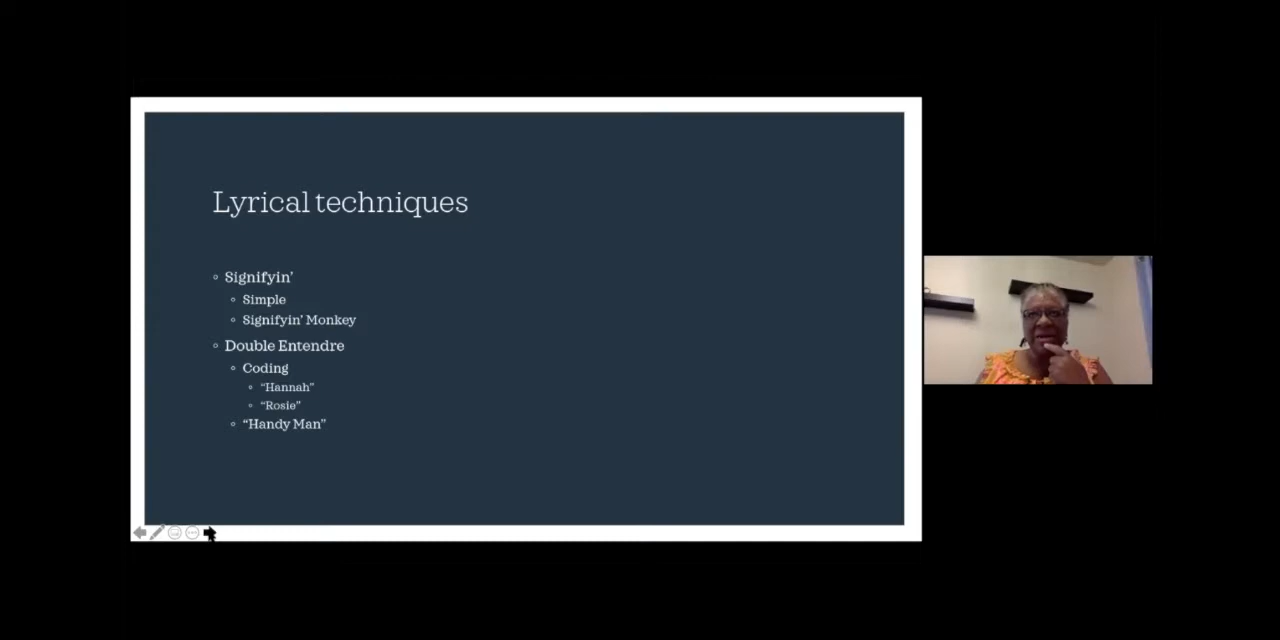 Lyrical techniques
Signifyin’
Simple
Signifyin’ Monkey
Double Entendre
Coding
“Hannah”
“Rosie”
“Handy Man”